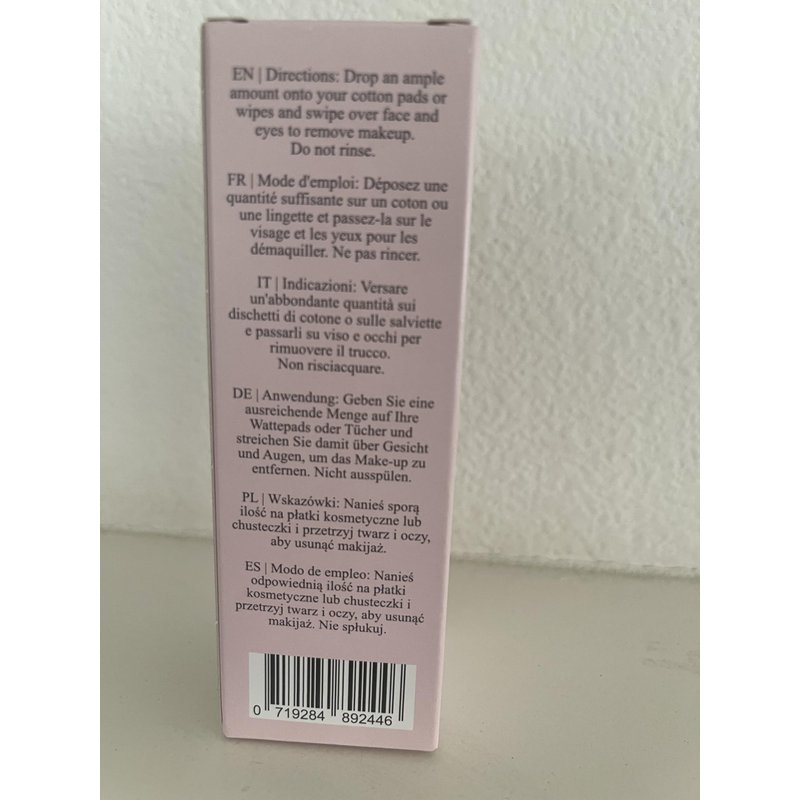 EN | Directions: Drop an ample
amount onto your cotton pads or
wipes and swipe over face and
eyes to remove makeup.
Do not rinse.
FR | Mode d'emploi: Déposez une
quantité suffisante sur un coton ou
une lingette et passez-la sur le
visage et les yeux pour les
démaquiller. Ne pas rincer.
IT | Indicazioni: Versare
un'abbondante quantità sui
dischetti di cotone o sulle salviette
e passarli su viso e occhi per
rimuovere il trucco.
Non risciacquare.
DE | Anwendung: Geben Sie eine
ausreichende Menge auf Ihre
Wattepads oder Tücher und
streichen Sie damit über Gesicht
und Augen, um das Make-up zu
entfernen. Nicht ausspülen.
PL | Wskazówki: Nanieś sporą
ilość na płatki kosmetyczne lub
chusteczki i przetrzyj twarz i oczy,
aby usunąć makijaż.
ES | Modo de empleo: Nanieś
odpowiednią ilość na płatki
kosmetyczne lub chusteczki i
przetrzyj twarz i oczy, aby usunąć
makijaż. Nie spłukuj.
0 719284 892446